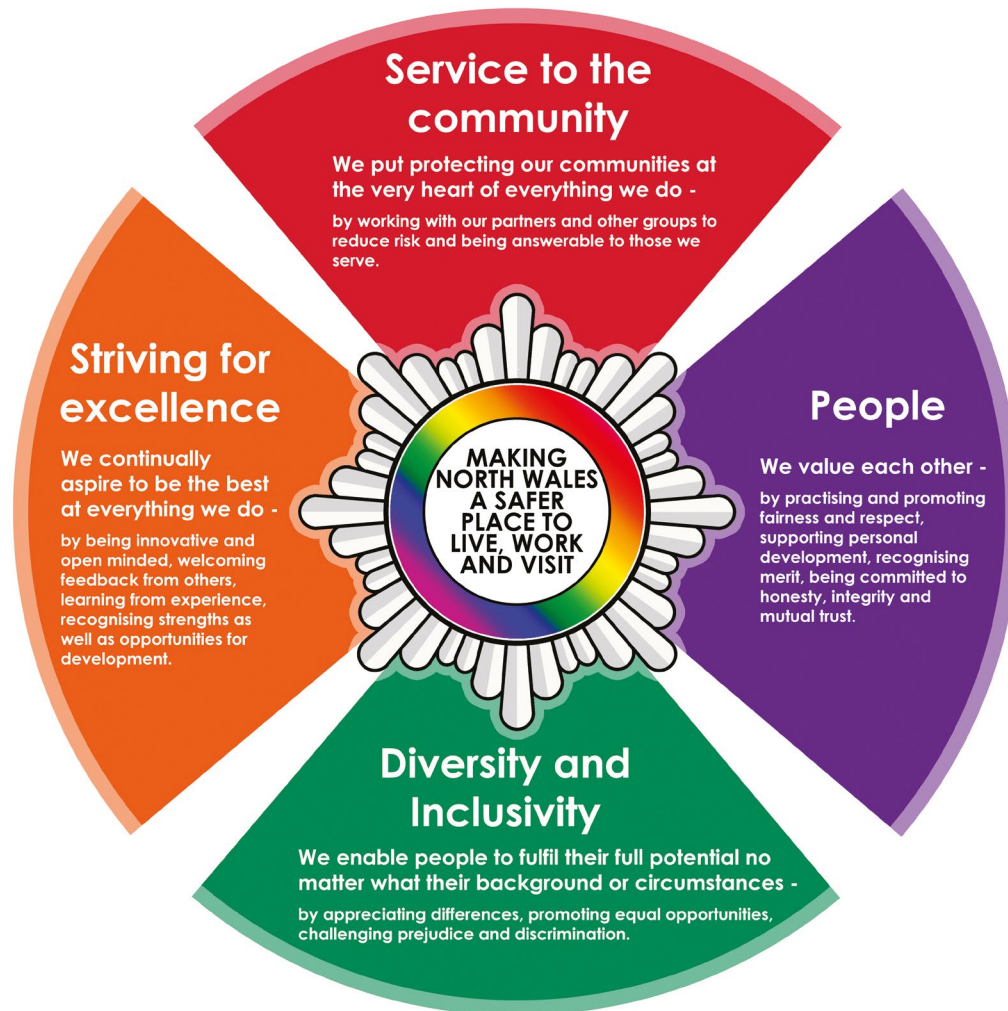 Service to the
community
We put protecting our communities at
the very heart of everything we do -
by working with our partners and other groups to
reduce risk and being answerable to those we
serve.
Striving for
excellence
We continually
aspire to be the best
at everything we do -
by being innovative and
open minded, welcoming
feedback from others,
learning from experience,
recognising strengths as
well as opportunities for
development.
MAKING
NORTH WALES
A SAFER
PLACE TO
LIVE, WORK
AND VISIT
People
We value each other -
by practising and promoting
fairness and respect,
supporting personal
development, recognising
merit, being committed to
honesty, integrity and
mutual trust.
Diversity and
Inclusivity
We enable people to fulfil their full potential no
matter what their background or circumstances -
by appreciating differences, promoting equal opportunities,
challenging prejudice and discrimination.